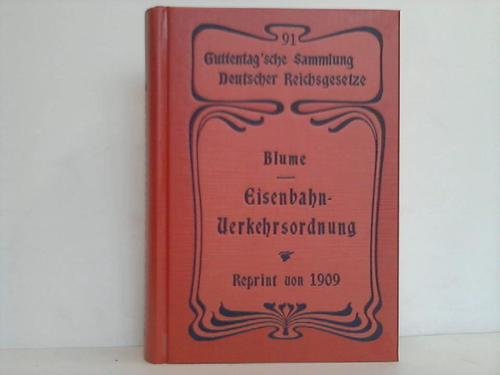 91
Guttentag'sche Sammlung
Deutscher Reichsgesetze
Blume
Eisenbahn-
Verkehrsordnung
Reprint von 1909